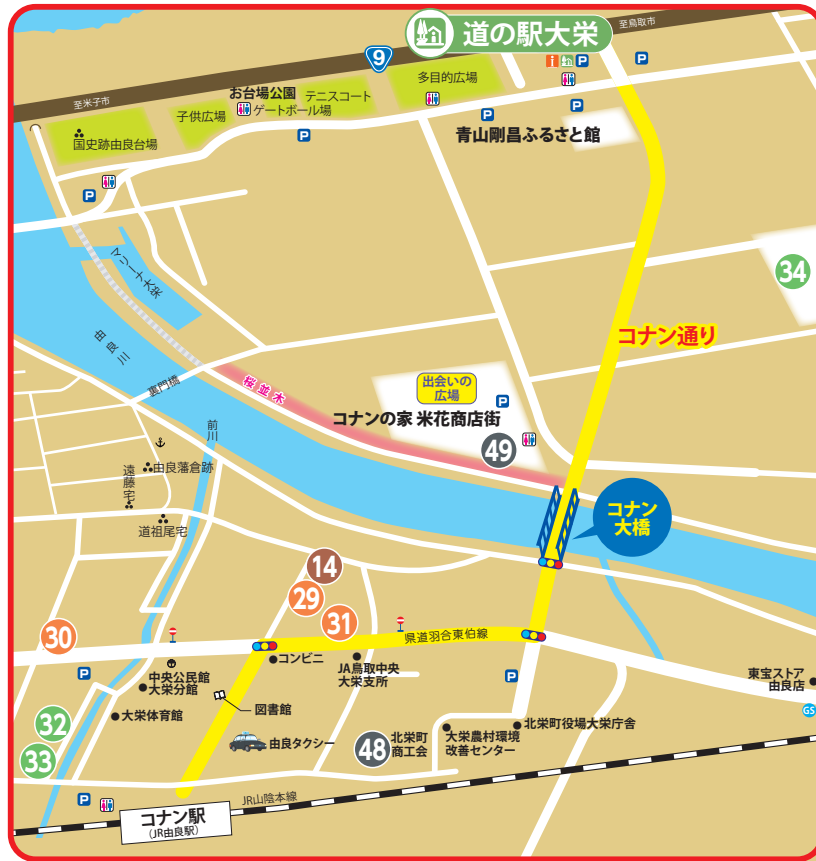 道の駅大栄
至鳥取市
9
i
P
P
お台場公園
テニスコート
多目的広場
至米子市
子供広場
ゲートボール場
P
P
P
国史跡由良台場
青山剛昌ふるさと館
P
34
マリーナ大栄
由良川
コナン通り
裏門橋
桜並木
出会いの
広場
P
コナンの家 米花商店街
49
前川
由良藩倉跡
遠藤宅
道祖尾宅
コナン
大橋
14
29
31
30
県道羽合東伯線
コンビニ
JA鳥取中央
大栄支所
P
中央公民館
大栄分館
P
東宝ストア
由良店
GS
図書館
大栄体育館
32
33
由良タクシー
48
北栄町
商工会
大栄農村環境
改善センター
北栄町役場大栄庁舎
P
JR山陰本線
コナン駅
(JR由良駅)